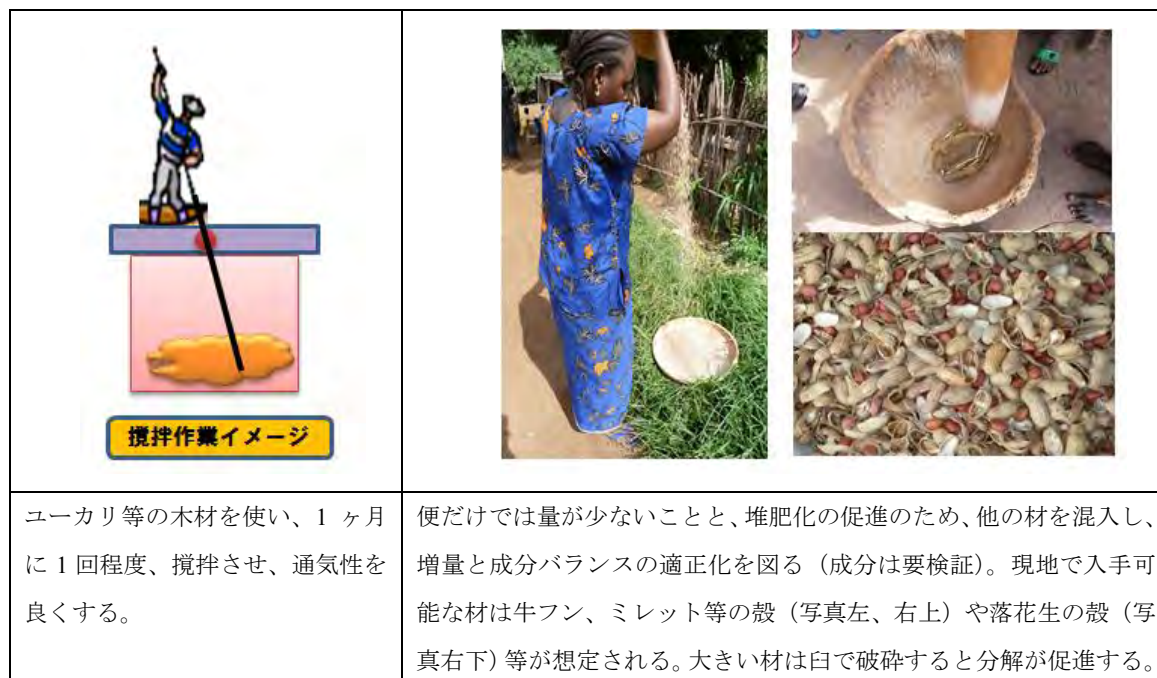 攪拌作業イメージ
ユーカリ等の木材を使い、1 ヶ月
に 1 回程度、攪拌させ、通気性を
良くする。
便だけでは量が少ないことと、堆肥化の促進のため、他の材を混入し、
増量と成分バランスの適正化を図る（成分は要検証）。現地で入手可
能な材は牛フン、ミレット等の殻（写真左、右上）や落花生の殻（写
真右下）等が想定される。大きい材は臼で破砕すると分解が促進する。